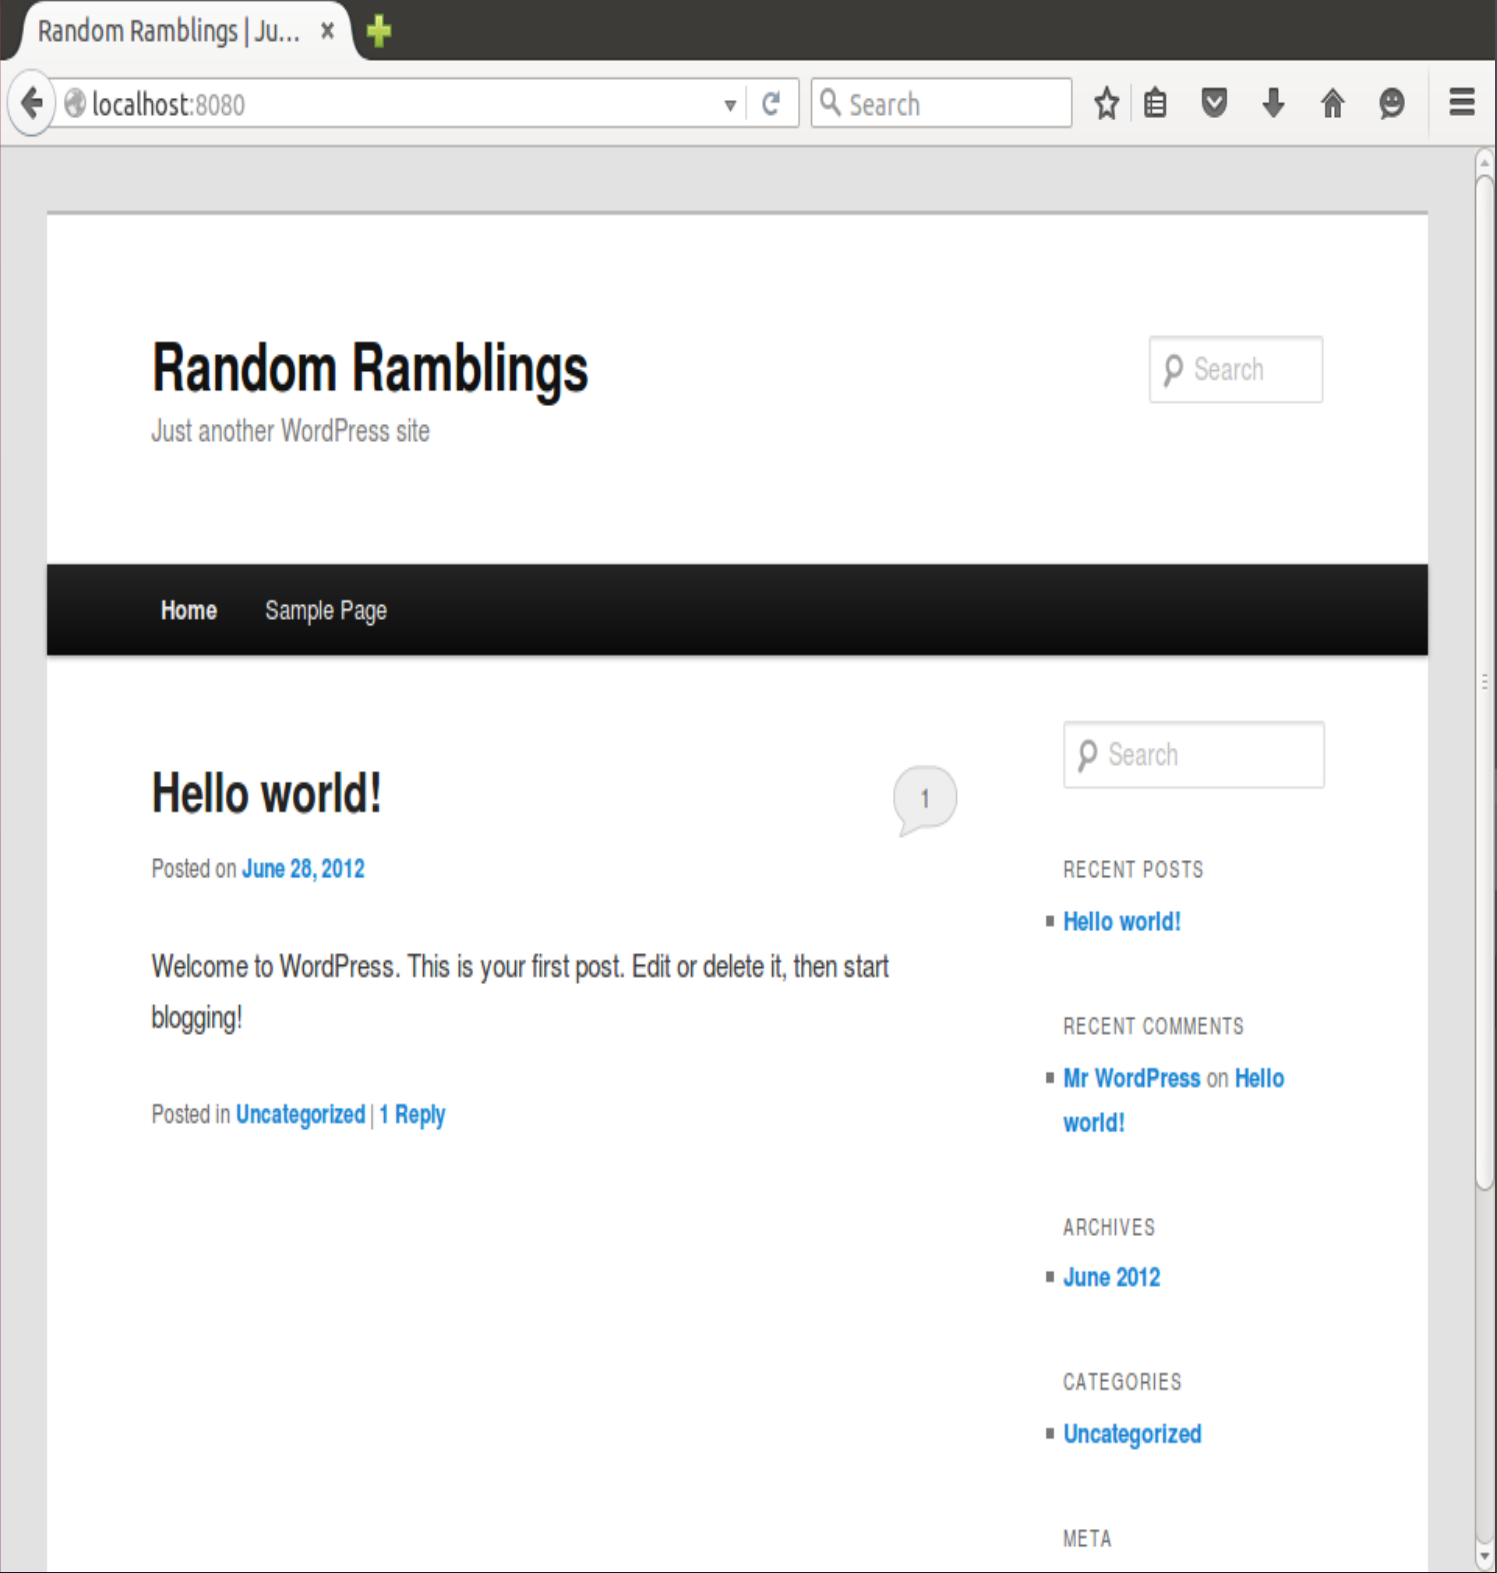 Random Ramblings | Ju...
localhost:8080
Search
Random Ramblings
Just another WordPress site
Search
Home
Sample Page
Hello world!
1
Posted on June 28, 2012
Welcome to WordPress. This is your first post. Edit or delete it, then start
blogging!
Posted in Uncategorized | 1 Reply
Search
RECENT POSTS
Hello world!
RECENT COMMENTS
Mr WordPress on Hello
world!
ARCHIVES
June 2012
CATEGORIES
Uncategorized
META